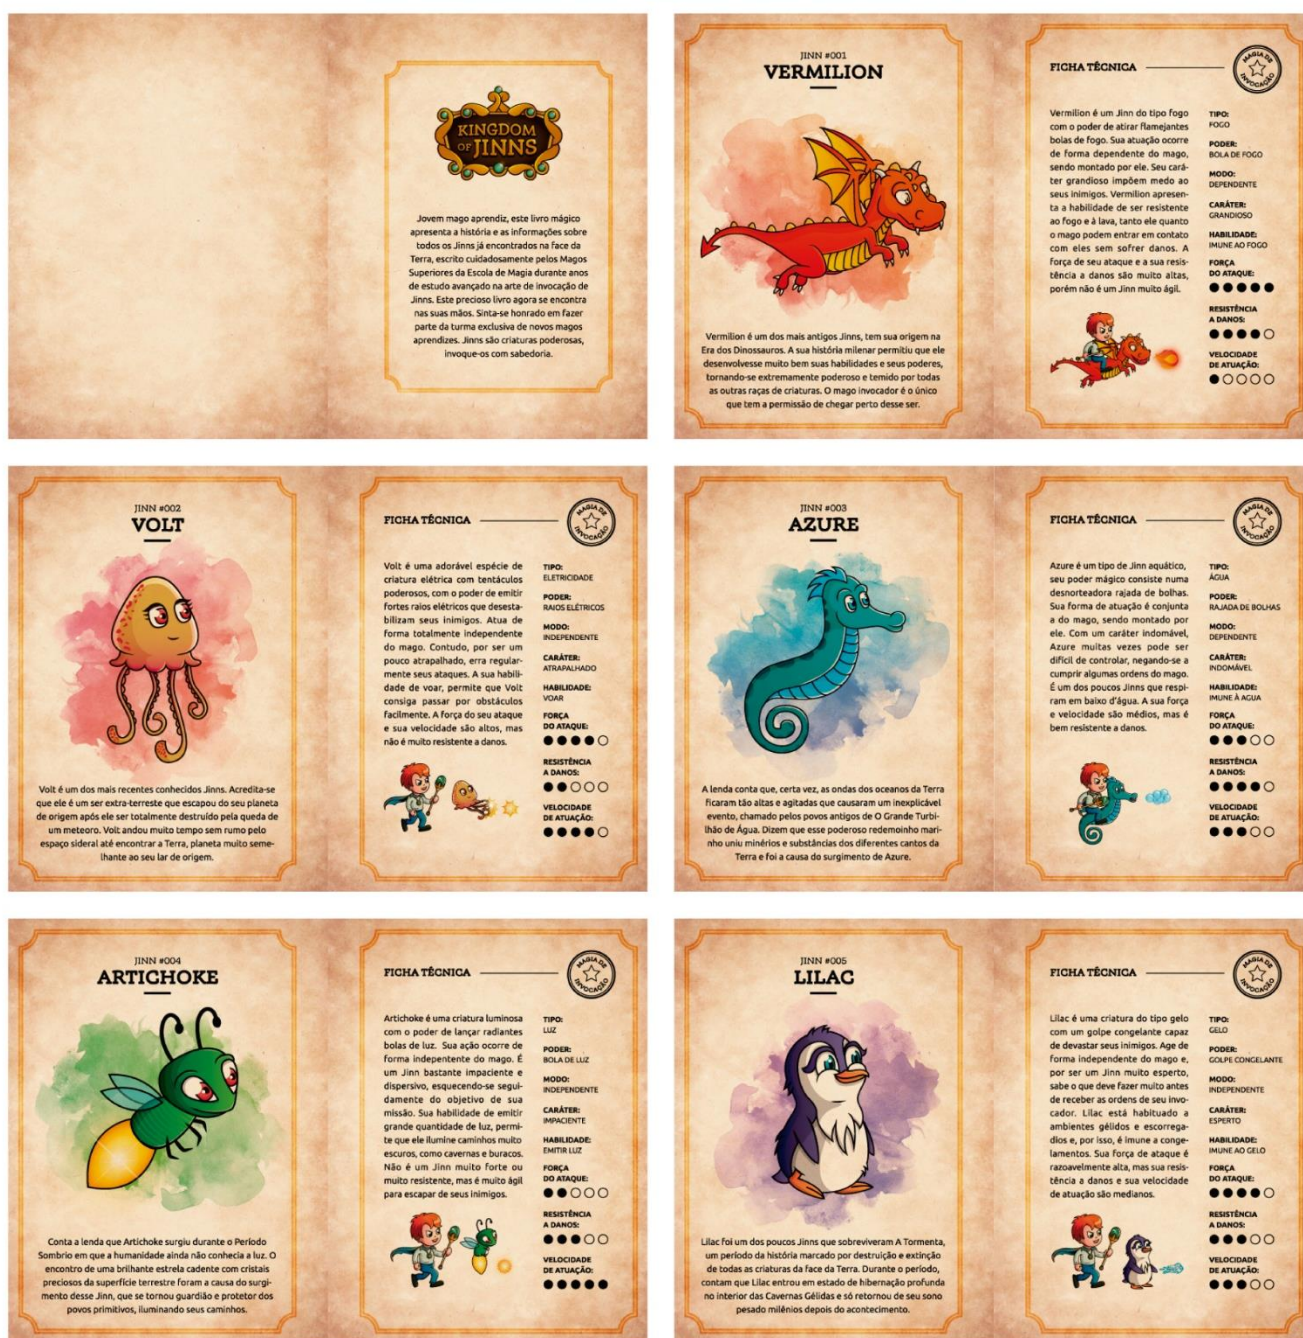 KINGDOM
OF JINNS
Jovem mago aprendiz, este livro mágico
apresenta a história e as informações sobre
todos os Jinns já encontrados na face da
Terra, escrito cuidadosamente pelos Magos
Superiores da Escola de Magia durante anos
de estudo avançado na arte de invocação de
Jinns. Este precioso livro agora se encontra
nas suas mãos. Sinta-se honrado em fazer
parte da turma exclusiva de novos magos
aprendizes. Jinns são criaturas poderosas,
invoque-os com sabedoria.
JINN #001
VERMILION
Vermilion é um dos mais antigos Jinns, tem sua origem na
Era dos Dinossauros. A sua história milenar permitiu que ele
desenvolvesse muito bem suas habilidades e seus poderes,
tornando-se extremamente poderoso e temido por todas
as outras raças de criaturas. O mago invocador é o único
que tem a permissão de chegar perto desse ser.
FICHA TÉCNICA
MAGIA DE
INVOCAÇÃO
Vermilion é um Jinn do tipo fogo
com o poder de atirar flamejantes
bolas de fogo. Sua atuação ocorre
de forma dependente do mago,
sendo montado por ele. Seu cará-
ter grandioso impõem medo ao
seus inimigos. Vermilion apresen-
ta a habilidade de ser resistente
ao fogo e à lava, tanto ele quanto
o mago podem entrar em contato
com eles sem sofrer danos. A
força de seu ataque e a sua resis-
tência a danos são muito altas,
porém não é um Jinn muito ágil.
TIPO:
FOGO
PODER:
BOLA DE FOGO
MODO:
DEPENDENTE
CARÁTER:
GRANDIOSO
HABILIDADE:
IMUNE AO FOGO
FORÇA
DO ATAQUE:
RESISTÊNCIA
A DANOS:
VELOCIDADE
DE ATUAÇÃO:
JINN #002
VOLT
Volt é um dos mais recentes conhecidos Jinns. Acredita-se
que ele é um ser extra-terreste que escapou do seu planeta
de origem após ele ser totalmente destruído pela queda de
um meteoro. Volt andou muito tempo sem rumo pelo
espaço sideral até encontrar a Terra, planeta muito seme-
lhante ao seu lar de origem.
FICHA TÉCNICA
MAGIA DE
INVOCAÇÃO
Volt é uma adorável espécie de
criatura elétrica com tentáculos
poderosos, com o poder de emitir
fortes raios elétricos que desesta-
bilizam seus inimigos. Atua de
forma totalmente independente
do mago. Contudo, por ser um
pouco atrapalhado, erra regular-
mente seus ataques. A sua habili-
dade de voar, permite que Volt
consiga passar por obstáculos
facilmente. A força do seu ataque
e sua velocidade são altos, mas
não é muito resistente a danos.
TIPO:
ELETRICIDADE
PODER:
RAIOS ELÉTRICOS
MODO:
INDEPENDENTE
CARÁTER:
ATRAPALHADO
HABILIDADE:
VOAR
FORÇA
DO ATAQUE:
RESISTÊNCIA
A DANOS:
VELOCIDADE
DE ATUAÇÃO:
JINN #003
AZURE
A lenda conta que, certa vez, as ondas dos oceanos da Terra
ficaram tão altas e agitadas que causaram um inexplicável
evento, chamado pelos povos antigos de O Grande Turbi-
lhão de Água. Dizem que esse poderoso redemoinho mari-
nho uniu minérios e substâncias dos diferentes cantos da
Terra e foi a causa do surgimento de Azure.
FICHA TÉCNICA
MAGIA DE
INVOCAÇÃO
Azure é um tipo de Jinn aquático,
seu poder mágico consiste numa
desnorteadora rajada de bolhas.
Sua forma de atuação é conjunta
a do mago, sendo montado por
ele. Com um caráter indomável,
Azure muitas vezes pode ser
difícil de controlar, negando-se a
cumprir algumas ordens do mago.
É um dos poucos Jinns que respi-
ram em baixo d'água. A sua força
e velocidade são médios, mas é
bem resistente a danos.
TIPO:
ÁGUA
PODER:
RAJADA DE BOLHAS
MODO:
DEPENDENTE
CARÁTER:
INDOMÁVEL
HABILIDADE:
IMUNE À AGUA
FORÇA
DO ATAQUE:
RESISTÊNCIA
A DANOS:
VELOCIDADE
DE ATUAÇÃO:
JINN #004
ARTICHOKE
Conta a lenda que Artichoke surgiu durante o Período
Sombrio em que a humanidade ainda não conhecia a luz. O
encontro de uma brilhante estrela cadente com cristais
preciosos da superfície terrestre foram a causa do surgi-
mento desse Jinn, que se tornou guardião e protetor dos
povos primitivos, iluminando seus caminhos.
FICHA TÉCNICA
MAGIA DE
INVOCAÇÃO
Artichoke é uma criatura luminosa
com o poder de lançar radiantes
bolas de luz. Sua ação ocorre de
forma indepentente do mago. É
um Jinn bastante impaciente e
dispersivo, esquecendo-se segui-
damente do objetivo de sua
missão. Sua habilidade de emitir
grande quantidade de luz, permi-
te que ele ilumine caminhos muito
escuros, como cavernas e buracos.
Não é um Jinn muito forte ou
muito resistente, mas é muito ágil
para escapar de seus inimigos.
TIPO:
LUZ
PODER:
BOLA DE LUZ
MODO:
INDEPENDENTE
CARÁTER:
IMPACIENTE
HABILIDADE:
EMITIR LUZ
FORÇA
DO ATAQUE:
RESISTÊNCIA
A DANOS:
VELOCIDADE
DE ATUAÇÃO:
JINN #005
LILAC
Lilac foi um dos poucos Jinns que sobreviveram A Tormenta,
um período da história marcado por destruição e extinção
de todas as criaturas da face da Terra. Durante o período,
contam que Lilac entrou em estado de hibernação profunda
no interior das Cavernas Gélidas e só retornou de seu sono
pesado milênios depois do acontecimento.
FICHA TÉCNICA
MAGIA DE
INVOCAÇÃO
Lilac é uma criatura do tipo gelo
com um golpe congelante capaz
de devastar seus inimigos. Age de
forma independente do mago e,
por ser um Jinn muito esperto,
sabe o que deve fazer muito antes
de receber as ordens de seu invo-
cador. Lilac está habituado a
ambientes gélidos e escorrega-
dios e, por isso, é imune a conge-
lamentos. Sua força de ataque é
razoavelmente alta, mas sua resis-
tência a danos e sua velocidade
de atuação são medianos.
TIPO:
GELO
PODER:
GOLPE CONGELANTE
MODO:
INDEPENDENTE
CARÁTER:
ESPERTO
HABILIDADE:
IMUNE AO GELO
FORÇA
DO ATAQUE:
RESISTÊNCIA
A DANOS:
VELOCIDADE
DE ATUAÇÃO: